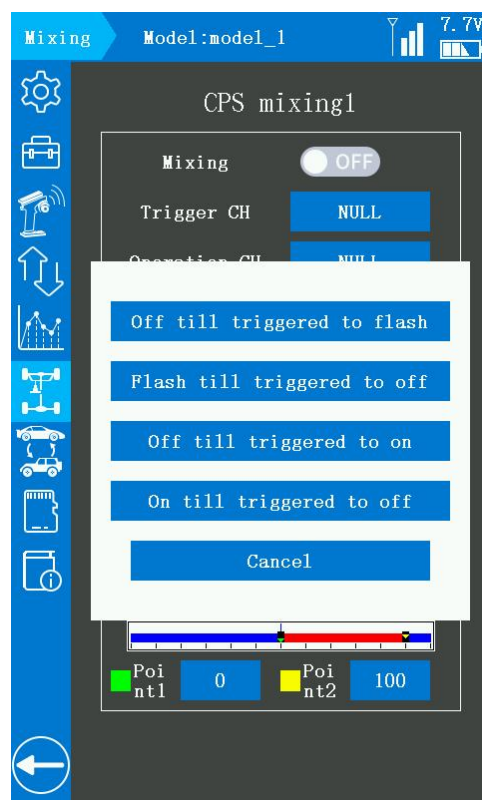 Mixing Model:model_1 7.7V
CPS mixing1
Mixing OFF
Trigger CH NULL
Operation CH NULL
Off till triggered to flash
Flash till triggered to off
Off till triggered to on
On till triggered to off
Cancel
Poi
nt1
0
Poi
nt2
100